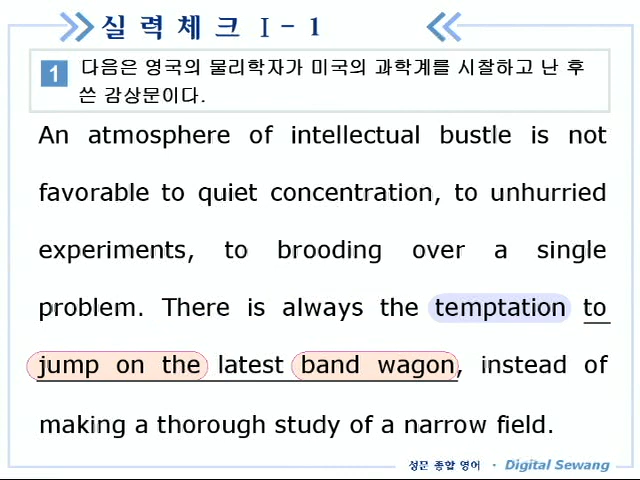 실력체크 I-1
1 다음은 영국의 물리학자가 미국의 과학계를 시찰하고 난 후
쓴 감상문이다.
An atmosphere of intellectual bustle is not
favorable to quiet concentration, to unhurried
experiments, to brooding over a single
problem. There is always the temptation to
jump on the latest band wagon, instead of
making a thorough study of a narrow field.
성문 종합 영어 · Digital Sewang